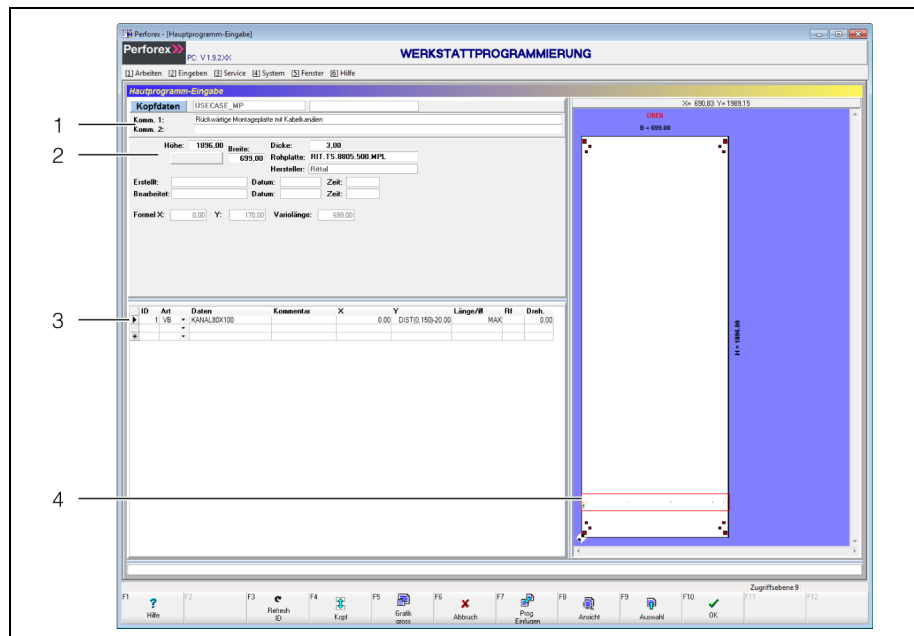 Perforex - [Hauptprogramm-Eingabe]
Perforex
PC: V 1.9.2XX
WERKSTATTPROGRAMMIERUNG
[1] Arbeiten [2] Eingeben [3] Service [4] System [5] Fenster [6] Hilfe
Hautprogramm-Eingabe
Kopfdaten USECASE_MP
X= 690,83 Y= 1989,15
1
Komm. 1: Rückwärtige Montageplatte mit Kabelkanälen
Komm. 2:
OBEN
B = 699.00
2
Höhe: 1896,00 Breite: 699,00 Dicke: 3,00
Rohplatte: RIT.TS.8805.500.MPL
Hersteller: Rittal
Erstellt: Datum: Zeit:
Bearbeitet: Datum: Zeit:
Formel X: 0,00 Y: 170,00 Variolänge: 699,00
ID Art Daten Kommentar X Y Länge/Ø Rf Dreh.
3
1 VB KANAL80X100 0.00 DIST(0,150)-20.00 MAX 0.00
H = 1896.00
4
1
Zugriffsebene 9
F1 Hilfe
F2
F3 Refresh ID
F4 Kopf
F5 Grafik gross
F6 Abbruch
F7 Prog. Einfügen
F8 Ansicht
F9 Auswahl
F10 OK
F11
F12